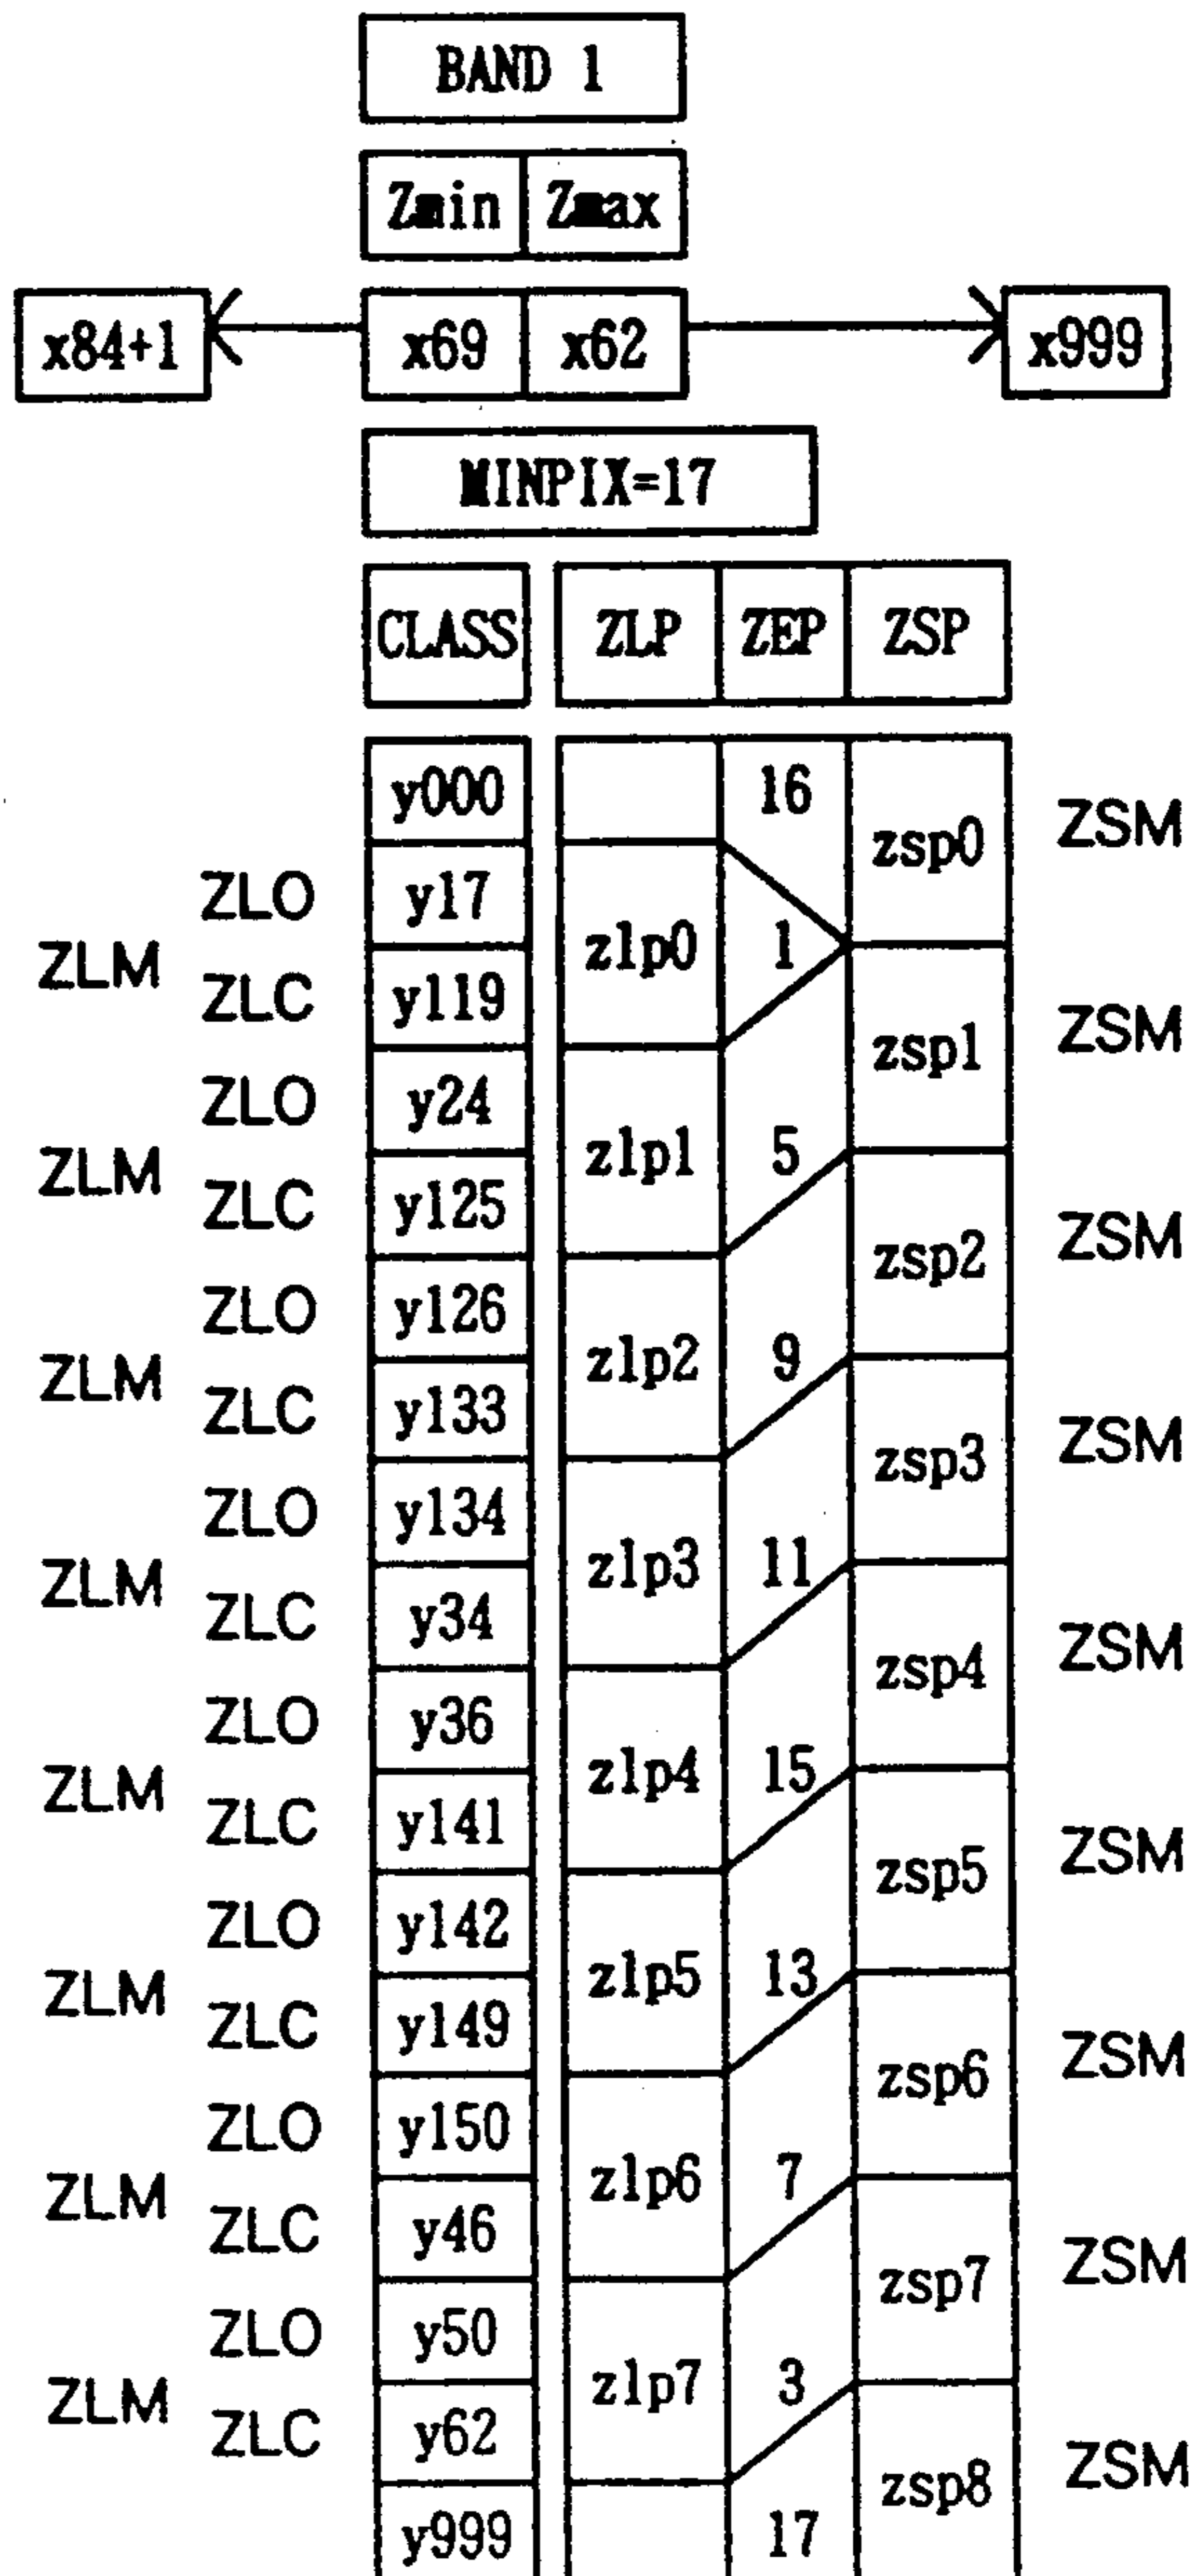 BAND 1
Zmin Zmax
x84+1 x69 x62 x999
MINPIX=17
CLASS ZLP ZEP ZSP
y000 16 zsp0 ZSM
ZLO y17
ZLM zlp0 1
ZLC y119 zsp1 ZSM
ZLO y24
ZLM zlp1 5
ZLC y125 zsp2 ZSM
ZLO y126
ZLM zlp2 9
ZLC y133 zsp3 ZSM
ZLO y134
ZLM zlp3 11
ZLC y34 zsp4 ZSM
ZLO y36
ZLM zlp4 15
ZLC y141 zsp5 ZSM
ZLO y142
ZLM zlp5 13
ZLC y149 zsp6 ZSM
ZLO y150
ZLM zlp6 7
ZLC y46 zsp7 ZSM
ZLO y50
ZLM zlp7 3
ZLC y62 zsp8 ZSM
y999 17